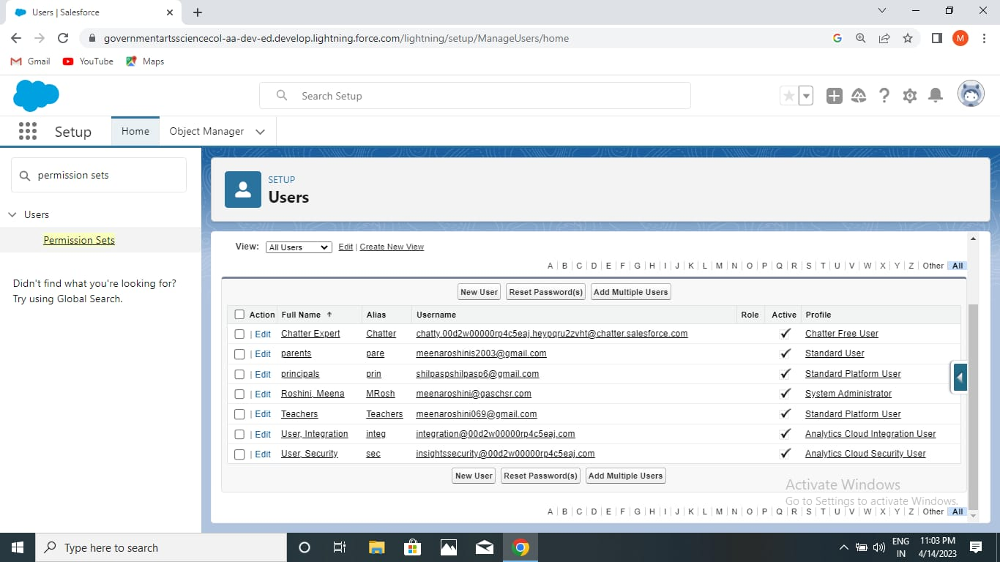 Users | Salesforce
governmentartssciencecol-aa-dev-ed.develop.lightning.force.com/lightning/setup/ManageUsers/home
M
Gmail YouTube Maps
Search Setup
Setup Home Object Manager
permission sets
Users
Permission Sets
Didn't find what you're looking for?
Try using Global Search.
SETUP
Users
View: All Users Edit | Create New View
A | B | C | D | E | F | G | H | I | J | K | L | M | N | O | P | Q | R | S | T | U | V | W | X | Y | Z | Other | All
New User Reset Password(s) Add Multiple Users
Action Full Name ↑ Alias Username Role Active Profile
| Edit Chatter Expert Chatter chatty.00d2w00000rp4c5eaj.heypqru2zvht@chatter.salesforce.com Chatter Free User
| Edit parents pare meenaroshinis2003@gmail.com Standard User
| Edit principals prin shilpaspshilpasp6@gmail.com Standard Platform User
| Edit Roshini, Meena MRosh meenaroshini@gaschsr.com System Administrator
| Edit Teachers Teachers meenaroshini069@gmail.com Standard Platform User
| Edit User, Integration integ integration@00d2w00000rp4c5eaj.com Analytics Cloud Integration User
| Edit User, Security sec insightssecurity@00d2w00000rp4c5eaj.com Analytics Cloud Security User
New User Reset Password(s) Add Multiple Users
Activate Windows
Go to Settings to activate Windows.
A | B | C | D | E | F | G | H | I | J | K | L | M | N | O | P | Q | R | S | T | U | V | W | X | Y | Z | Other | All
Type here to search
ENG
IN
11:03 PM
4/14/2023